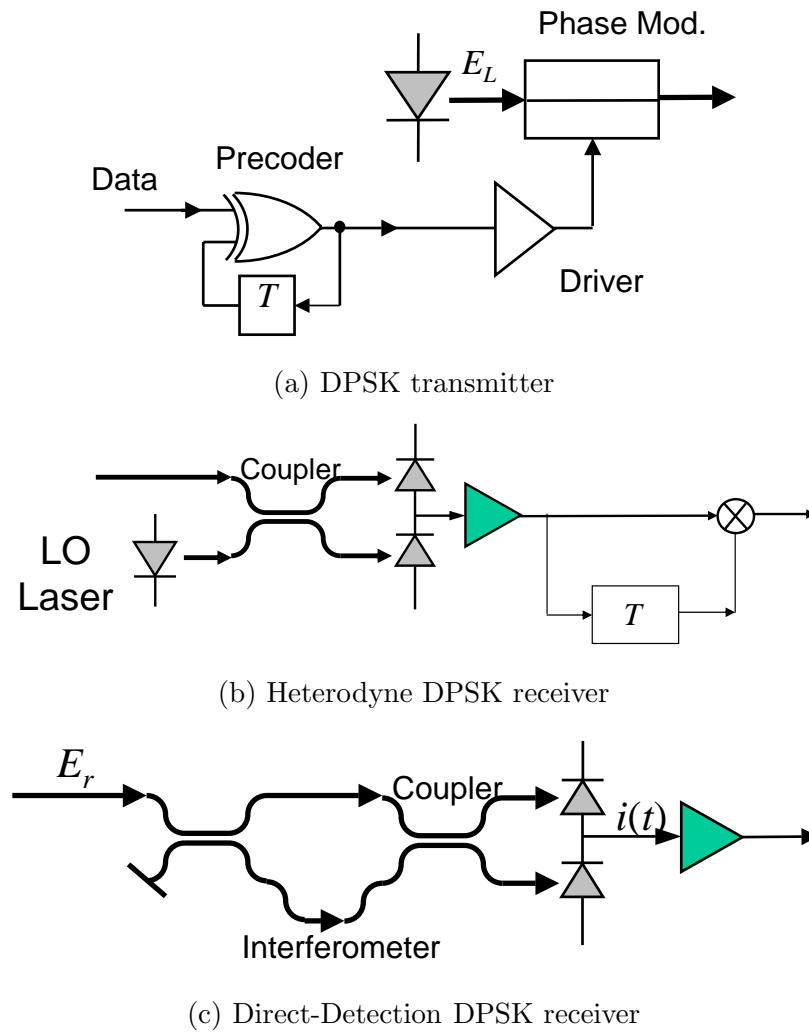 Phase Mod.
E_L
Precoder
Data
T
Driver
(a) DPSK transmitter
Coupler
LO
Laser
T
(b) Heterodyne DPSK receiver
E_r
Coupler
i(t)
Interferometer
(c) Direct-Detection DPSK receiver